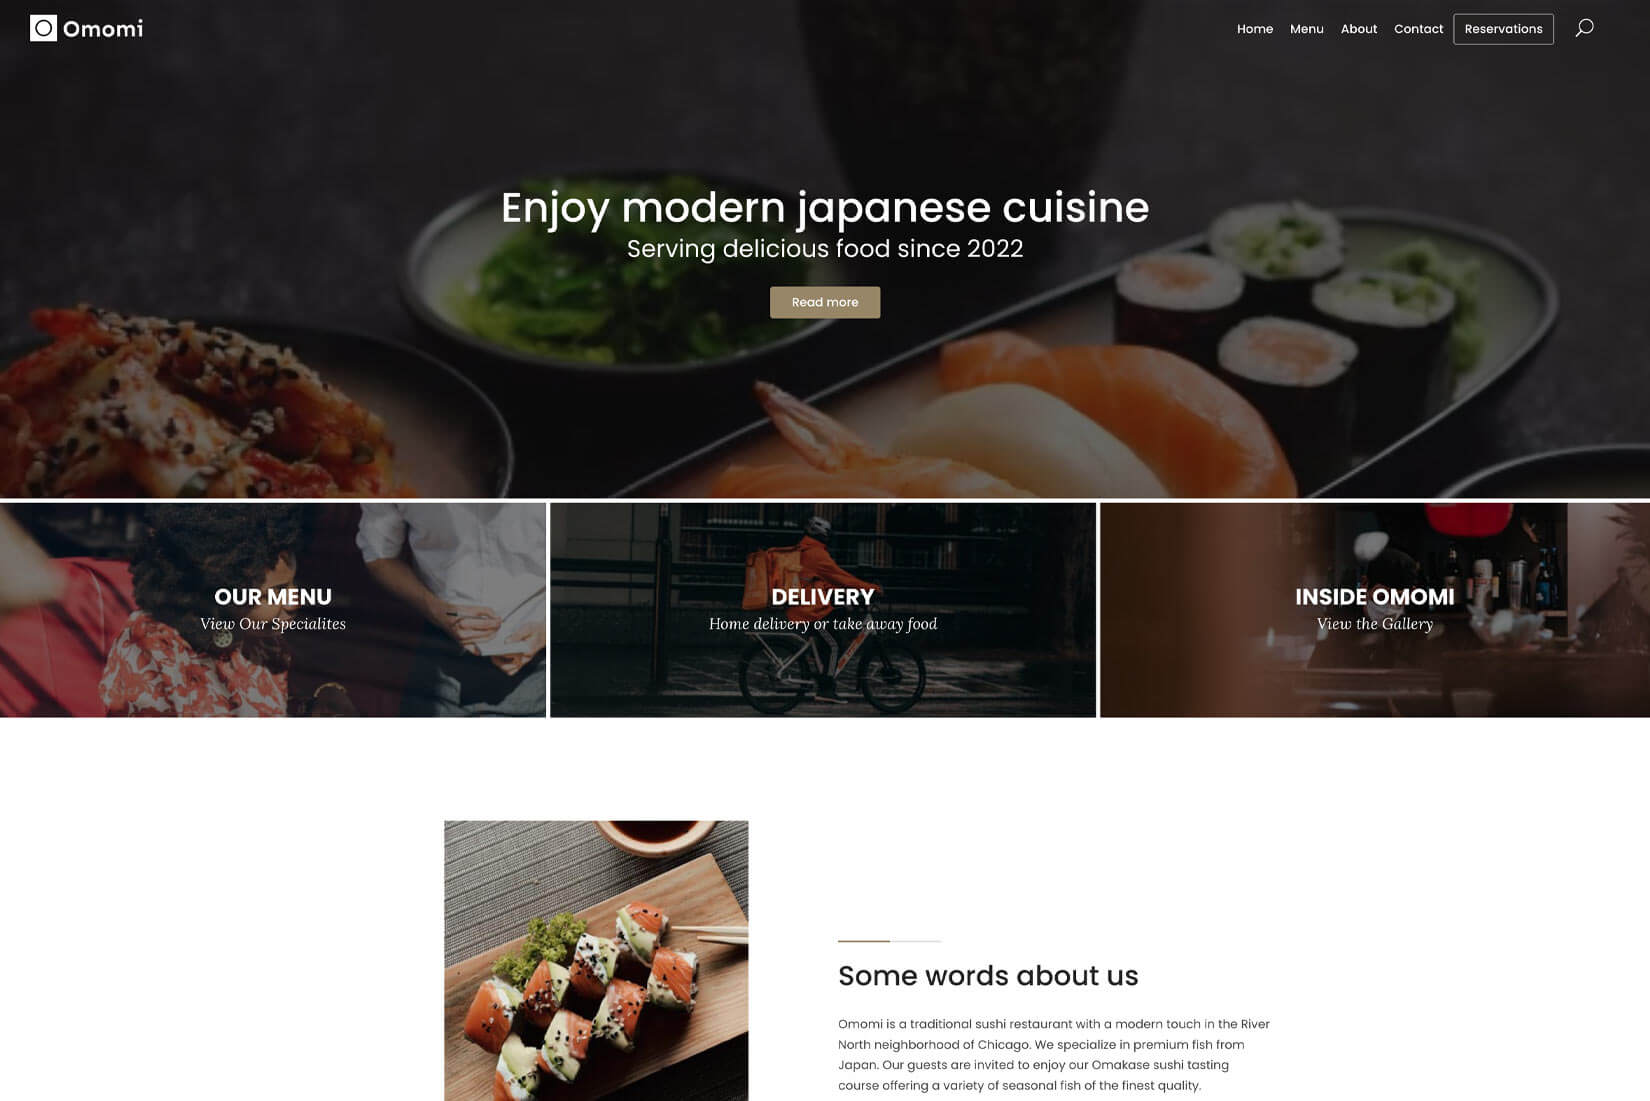 Omomi
Home Menu About Contact Reservations
Enjoy modern japanese cuisine
Serving delicious food since 2022
Read more
OUR MENU
View Our Specialites
DELIVERY
Home delivery or take away food
INSIDE OMOMI
View the Gallery
Some words about us
Omomi is a traditional sushi restaurant with a modern touch in the River
North neighborhood of Chicago. We specialize in premium fish from
Japan. Our guests are invited to enjoy our Omakase sushi tasting
course offering a variety of seasonal fish of the finest quality.